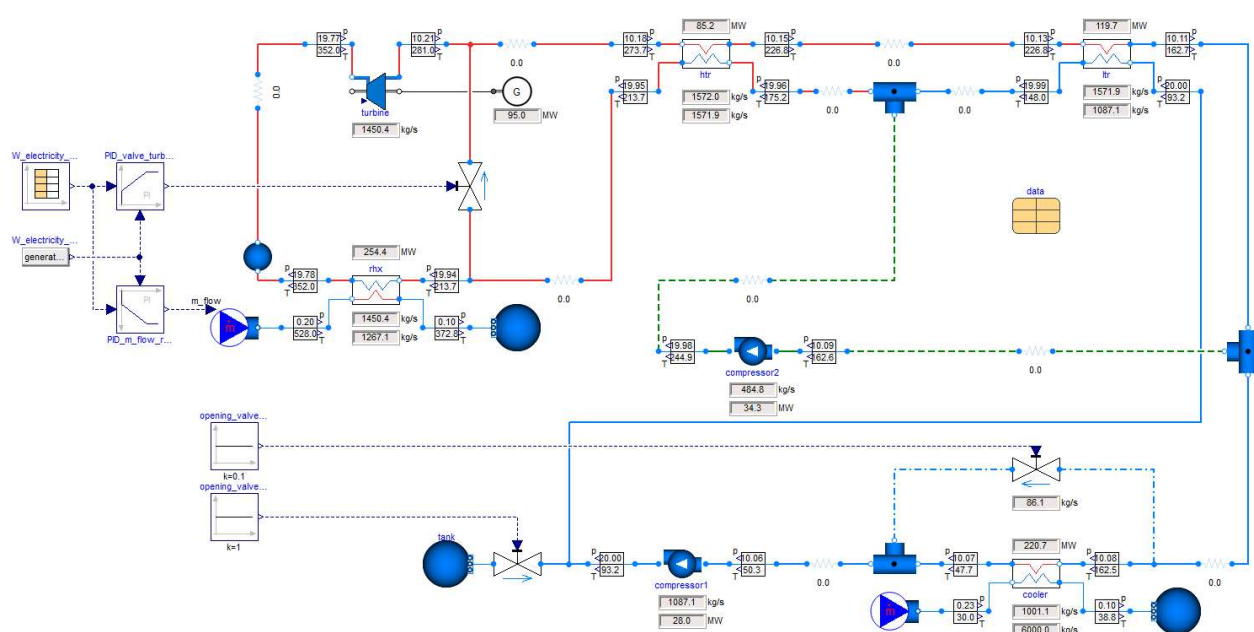 p
19.77
352.0
T
p
10.21
281.0
T
0.0
p
10.18
273.7
T
85.2 MW
htr
p
10.15
226.8
T
0.0
p
10.13
226.8
T
119.7 MW
ltr
p
10.11
162.7
T
0.0
turbine
1450.4 kg/s
G
95.0 MW
p
19.95
213.7
T
1572.0 kg/s
1571.9
kg/s
p
19.96
175.2
T
0.0
0.0
p
19.99
148.0
T
1571.9 kg/s
1087.1
kg/s
p
20.00
93.2
T
W_electricity_...
PID_valve_turb...
PI
data
W_electricity_...
generat...
PI
PID_m_flow_r...
m_flow
m
254.4 MW
rhx
p
19.78
352.0
T
p
19.94
213.7
T
0.0
p
0.20
528.0
T
1450.4 kg/s
1267.1
kg/s
p
0.10
372.8
T
0.0
p
19.98
244.9
T
compressor2
484.8 kg/s
34.3 MW
p
10.09
162.6
T
0.0
opening_valve...
k=0.1
opening_valve...
k=1
86.1 kg/s
tank
p
20.00
93.2
T
compressor1
1087.1 kg/s
28.0 MW
p
10.06
50.3
T
0.0
p
10.07
47.7
T
220.7 MW
cooler
p
10.08
162.5
T
0.0
m
p
0.23
30.0
T
1001.1 kg/s
6000.0
kg/s
p
0.10
38.8
T